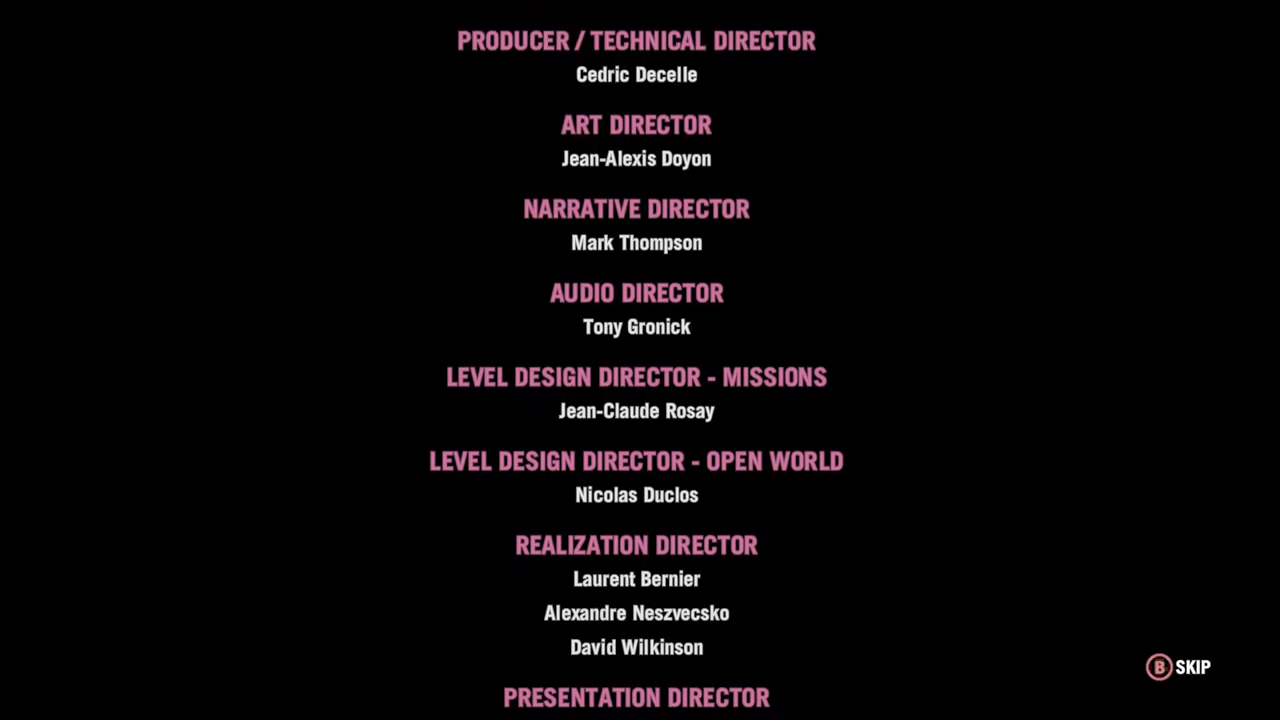 PRODUCER / TECHNICAL DIRECTOR
Cedric Decelle
ART DIRECTOR
Jean-Alexis Doyon
NARRATIVE DIRECTOR
Mark Thompson
AUDIO DIRECTOR
Tony Gronick
LEVEL DESIGN DIRECTOR - MISSIONS
Jean-Claude Rosay
LEVEL DESIGN DIRECTOR - OPEN WORLD
Nicolas Duclos
REALIZATION DIRECTOR
Laurent Bernier
Alexandre Neszvecsko
David Wilkinson
B SKIP
PRESENTATION DIRECTOR